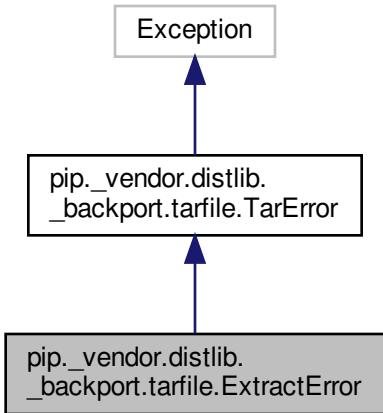 Exception
pip._vendor.distlib.
_backport.tarfile.TarError
pip._vendor.distlib.
_backport.tarfile.ExtractError